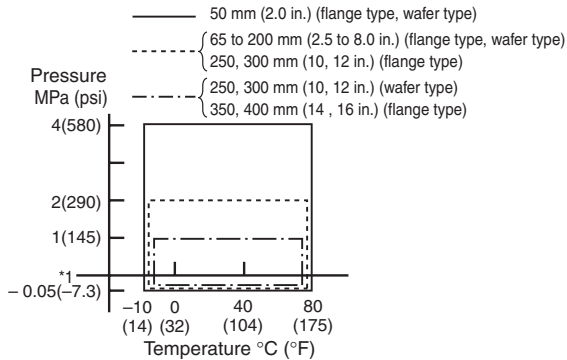 50 mm (2.0 in.) (flange type, wafer type)
65 to 200 mm (2.5 to 8.0 in.) (flange type, wafer type)
250, 300 mm (10, 12 in.) (flange type)
250, 300 mm (10, 12 in.) (wafer type)
350, 400 mm (14 , 16 in.) (flange type)
Pressure
MPa (psi)
4(580)
2(290)
1(145)
*1
– 0.05(–7.3)
–10 0 40 80
(14) (32) (104) (175)
Temperature °C (°F)